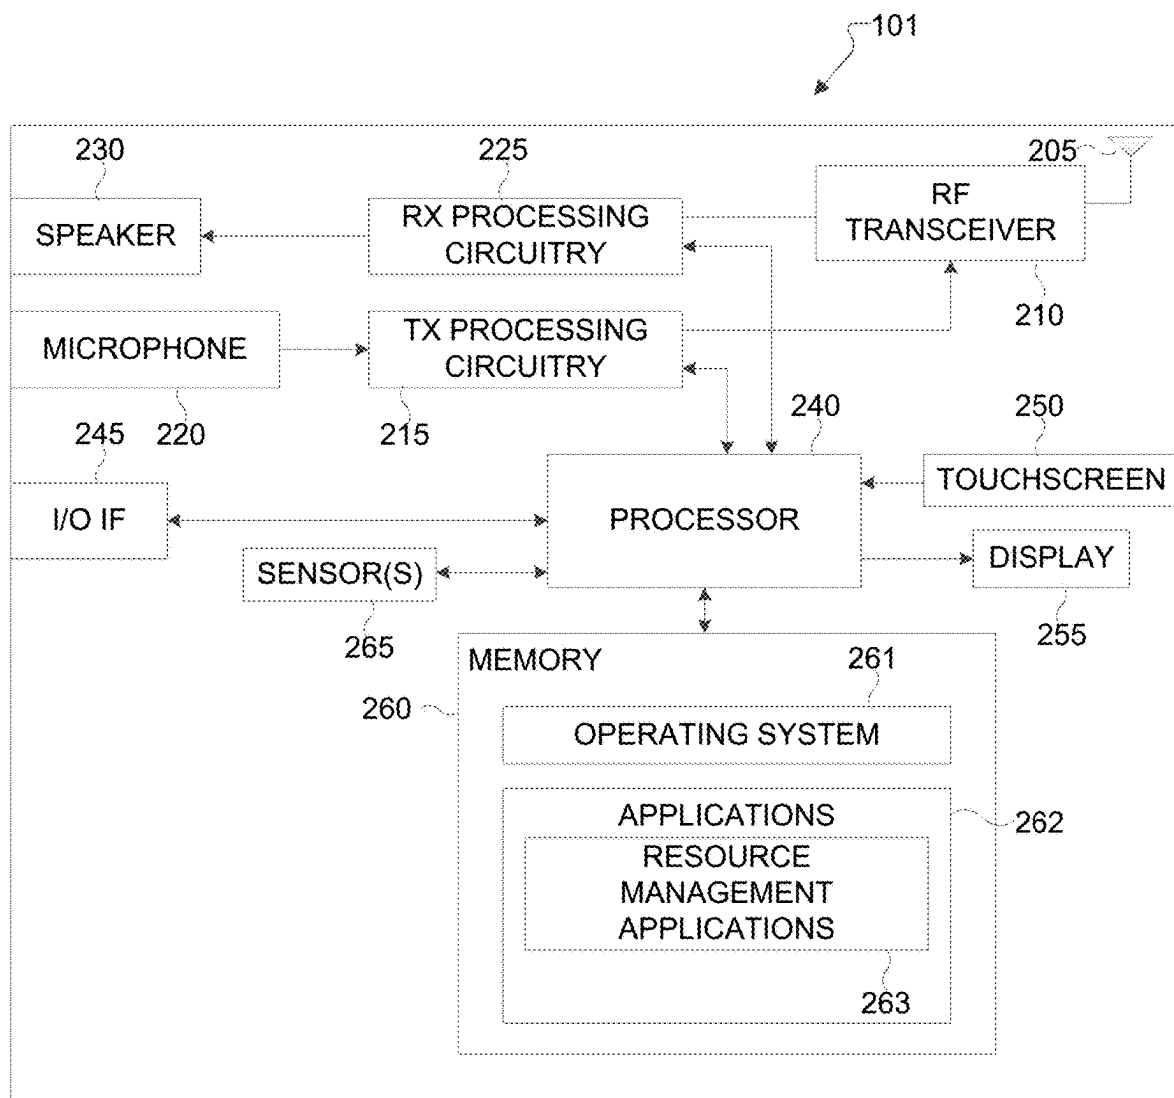 101
230
225
205
SPEAKER
RX PROCESSING
CIRCUITRY
RF
TRANSCEIVER
210
MICROPHONE
TX PROCESSING
CIRCUITRY
220
215
240
250
245
I/O IF
PROCESSOR
TOUCHSCREEN
SENSOR(S)
DISPLAY
265
255
MEMORY
261
260
OPERATING SYSTEM
APPLICATIONS
262
RESOURCE
MANAGEMENT
APPLICATIONS
263